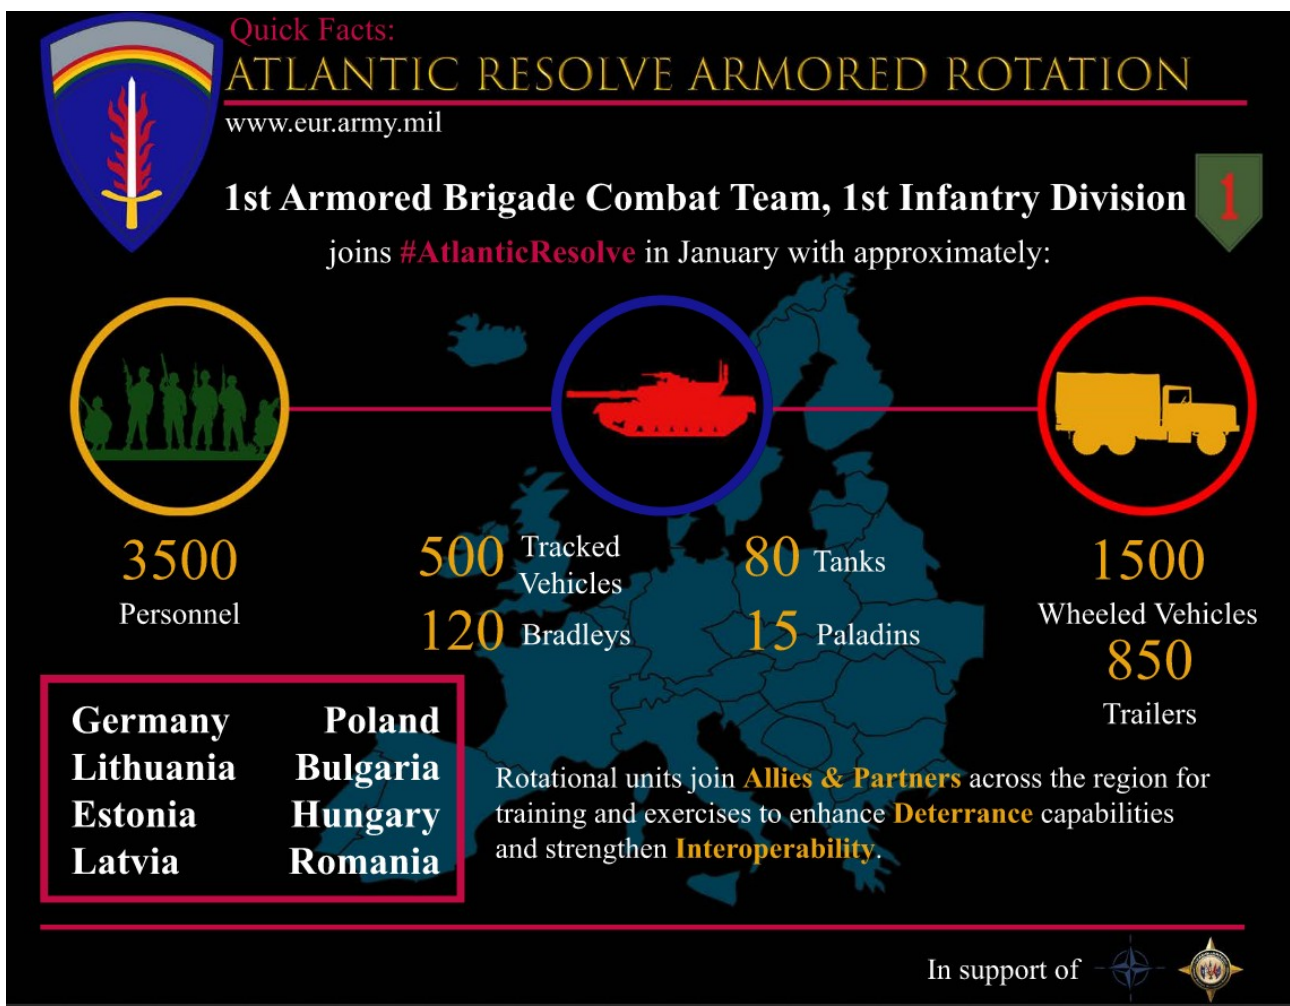 Quick Facts:
ATLANTIC RESOLVE ARMORED ROTATION
www.eur.army.mil
1st Armored Brigade Combat Team, 1st Infantry Division
1
joins #AtlanticResolve in January with approximately:
3500
Personnel
500 Tracked
Vehicles
120 Bradleys
80 Tanks
15 Paladins
1500
Wheeled Vehicles
850
Trailers
Germany Poland
Lithuania Bulgaria
Estonia Hungary
Latvia Romania
Rotational units join Allies & Partners across the region for
training and exercises to enhance Deterrance capabilities
and strengthen Interoperability.
In support of